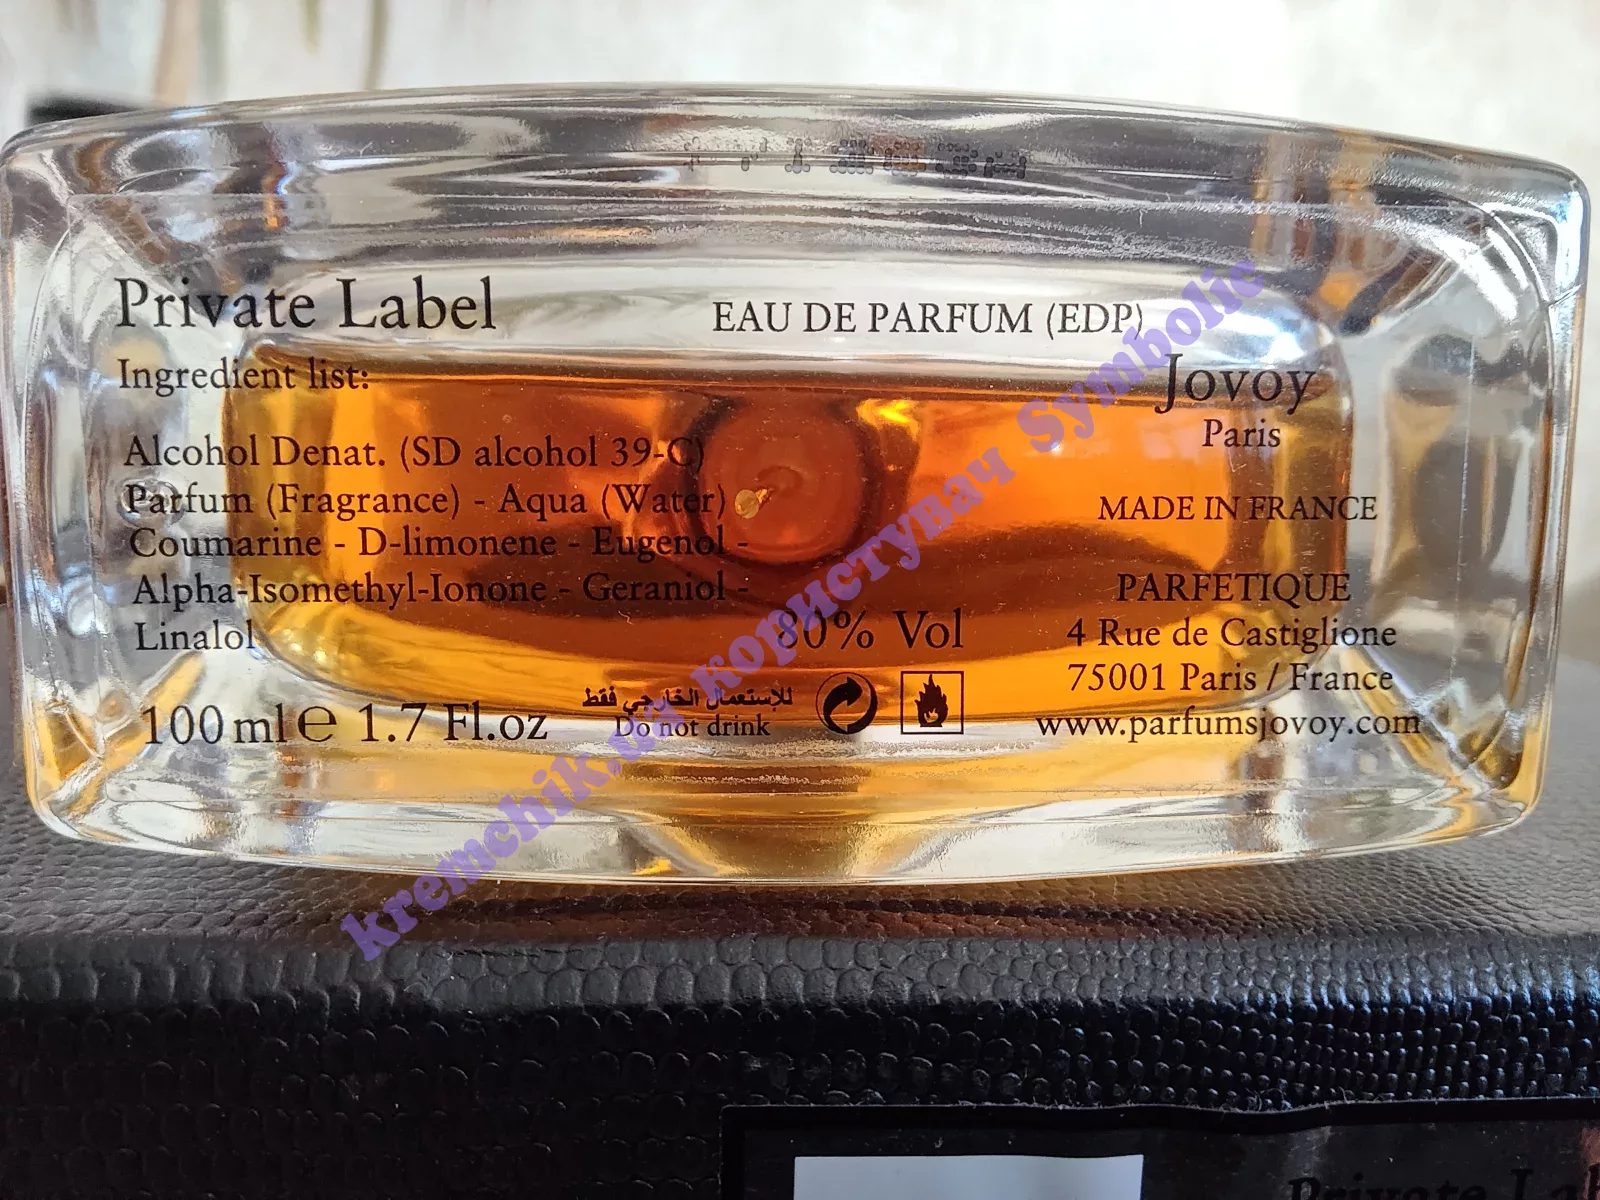 Private Label
EAU DE PARFUM (EDP)
Ingredient list:
Jovoy
Paris
Alcohol Denat. (SD alcohol 39-C)
Parfum (Fragrance) - Aqua (Water)
Coumarine - D-limonene - Eugenol -
Alpha-Isomethyl-Ionone - Geraniol -
Linalol
80% Vol
MADE IN FRANCE
PARFETIQUE
4 Rue de Castiglione
75001 Paris / France
www.parfumsjovoy.com
100 ml e 1.7 Fl.oz
للإستعمال الخارجي فقط
Do not drink
kremchik.ua користувач Symbolic
Private Lab